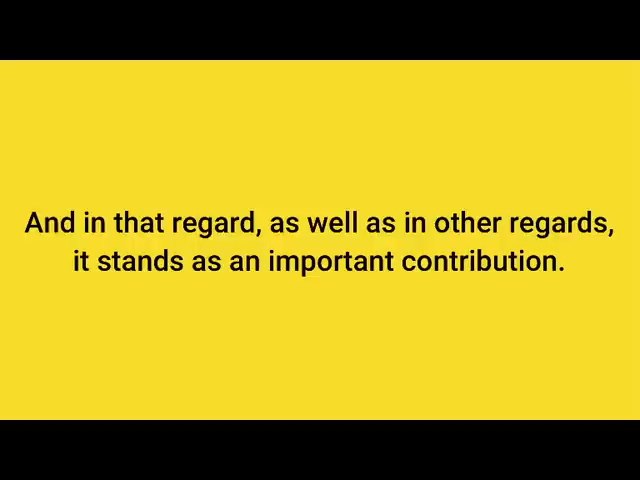 And in that regard, as well as in other regards,
it stands as an important contribution.